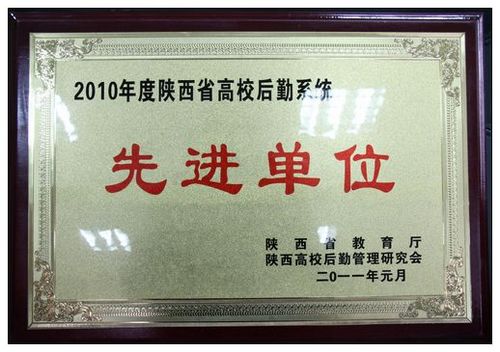 2010年度陕西省高校后勤系统
先进单位
陕西省教育厅
陕西高校后勤管理研究会
二〇一一年元月